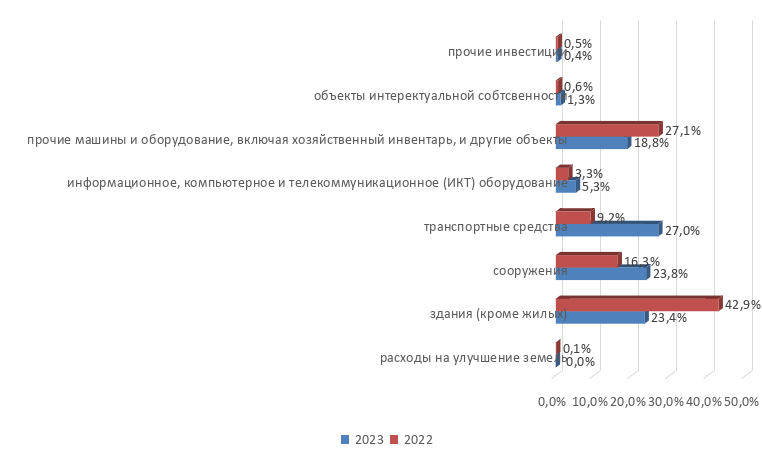 прочие инвестиции
0,5%
0,4%
объекты интеректуальной собтсвенности
0,6%
1,3%
прочие машины и оборудование, включая хозяйственный инвентарь, и другие объекты
27,1%
18,8%
информационное, компьютерное и телекоммуникационное (ИКТ) оборудование
3,3%
5,3%
транспортные средства
9,2%
27,0%
сооружения
16,3%
23,8%
здания (кроме жилых)
42,9%
23,4%
расходы на улучшение земель
0,1%
0,0%
0,0% 10,0% 20,0% 30,0% 40,0% 50,0%
2023 2022